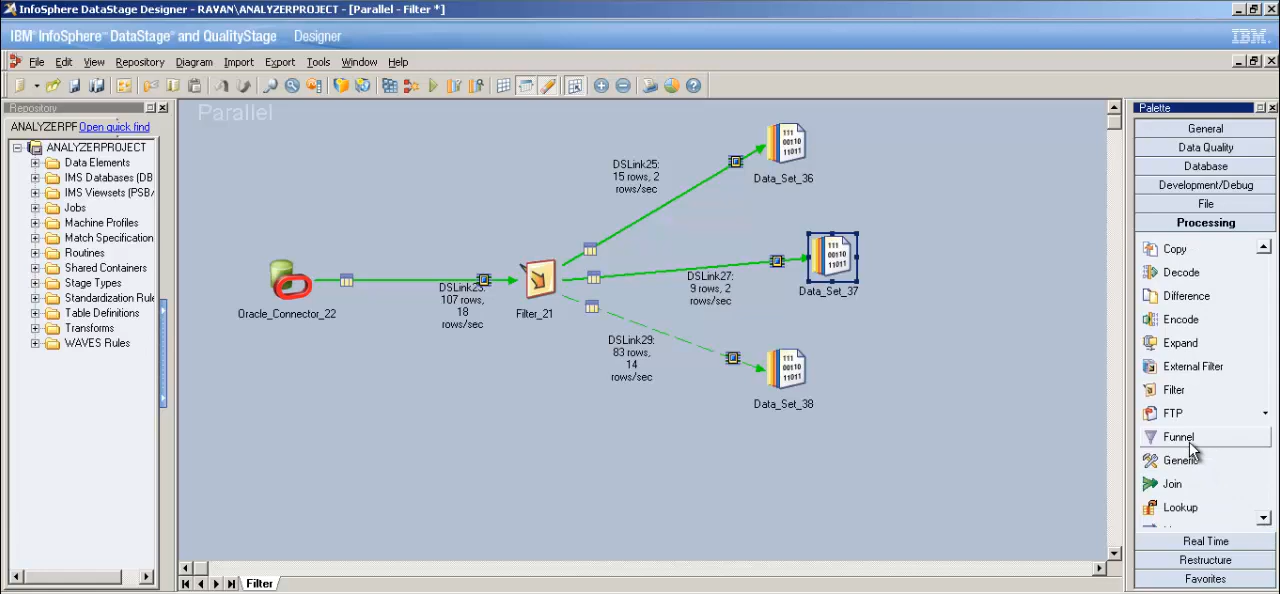 InfoSphere DataStage Designer - RAVAN\ANALYZERPROJECT - [Parallel - Filter *]
IBM® InfoSphere™ DataStage® and QualityStage™ Designer
IBM.
File Edit View Repository Diagram Import Export Tools Window Help
Repository
ANALYZERPF Open quick find
ANALYZERPROJECT
Data Elements
IMS Databases (DB
IMS Viewsets (PSB/
Jobs
Machine Profiles
Match Specification
Routines
Shared Containers
Stage Types
Standardization Rule
Table Definitions
Transforms
WAVES Rules
Parallel
DSLink25:
15 rows, 2
rows/sec
Data_Set_36
Oracle_Connector_22
DSLink23:
107 rows,
18
rows/sec
Filter_21
DSLink27:
9 rows, 2
rows/sec
Data_Set_37
DSLink29:
83 rows,
14
rows/sec
Data_Set_38
Filter
Palette
General
Data Quality
Database
Development/Debug
File
Processing
Copy
Decode
Difference
Encode
Expand
External Filter
Filter
FTP
Funnel
Generic
Join
Lookup
Real Time
Restructure
Favorites